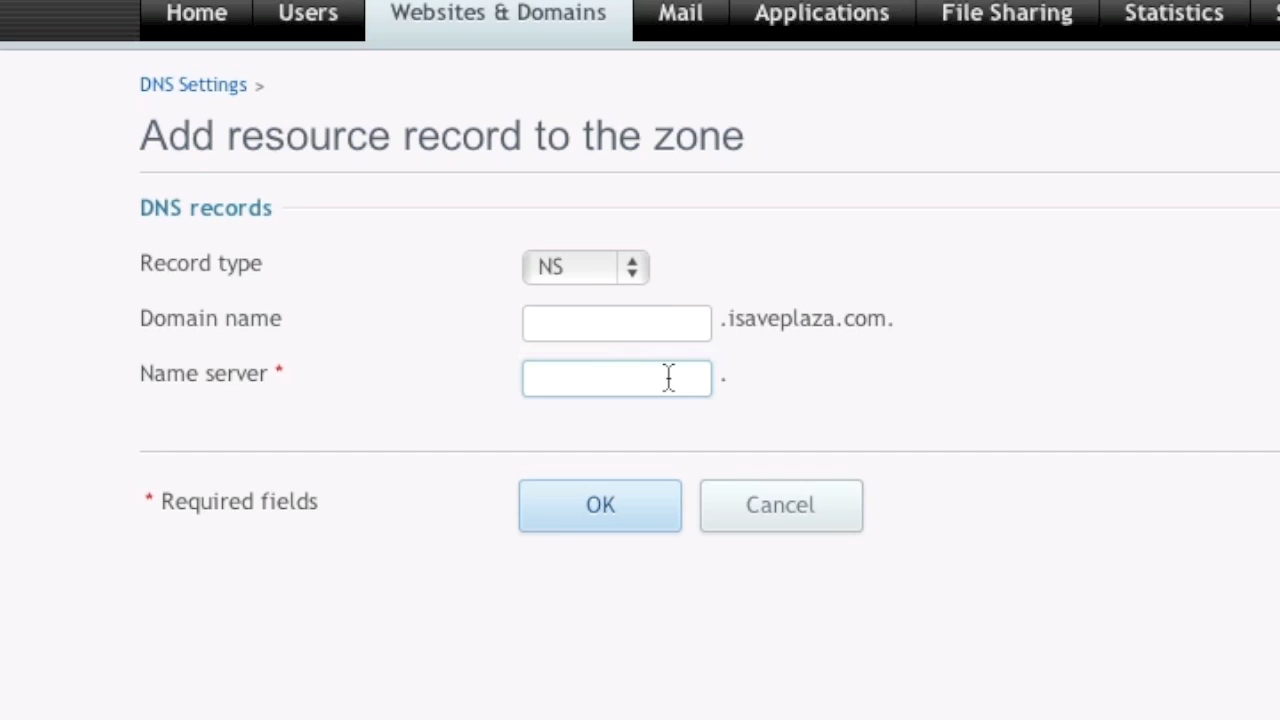 Home Users Websites & Domains Mail Applications File Sharing Statistics
DNS Settings >
Add resource record to the zone
DNS records
Record type NS
Domain name .isaveplaza.com.
Name server * .
* Required fields OK Cancel